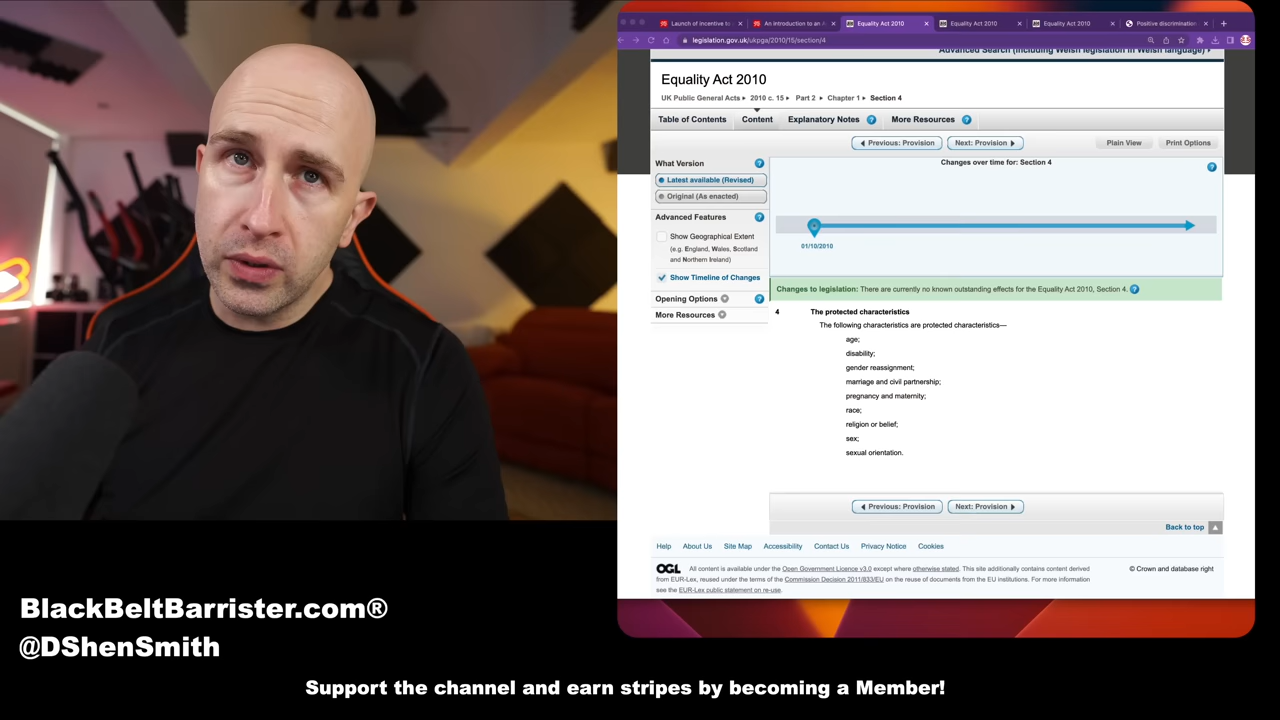 Launch of incentive to
An introduction to an
Equality Act 2010
Equality Act 2010
Equality Act 2010
Positive discrimination
legislation.gov.uk/ukpga/2010/15/section/4
Advanced Search (including Welsh legislation in Welsh language)
Equality Act 2010
UK Public General Acts 2010 c. 15 Part 2 Chapter 1 Section 4
Table of Contents Content Explanatory Notes ? More Resources ?
Previous: Provision Next: Provision Plain View Print Options
What Version ?
Latest available (Revised)
Original (As enacted)
Advanced Features ?
Show Geographical Extent
(e.g. England, Wales, Scotland
and Northern Ireland)
Show Timeline of Changes
Opening Options ?
More Resources
Changes over time for: Section 4 ?
01/10/2010
Changes to legislation: There are currently no known outstanding effects for the Equality Act 2010, Section 4. ?
4 The protected characteristics
The following characteristics are protected characteristics—
age;
disability;
gender reassignment;
marriage and civil partnership;
pregnancy and maternity;
race;
religion or belief;
sex;
sexual orientation.
Previous: Provision Next: Provision
Back to top
Help About Us Site Map Accessibility Contact Us Privacy Notice Cookies
OGL All content is available under the Open Government Licence v3.0 except where otherwise stated. This site additionally contains content derived
from EUR-Lex, reused under the terms of the Commission Decision 2011/833/EU on the reuse of documents from the EU institutions. For more information
see the EUR-Lex public statement on re-use.
© Crown and database right
BlackBeltBarrister.com®
@DShenSmith
Support the channel and earn stripes by becoming a Member!